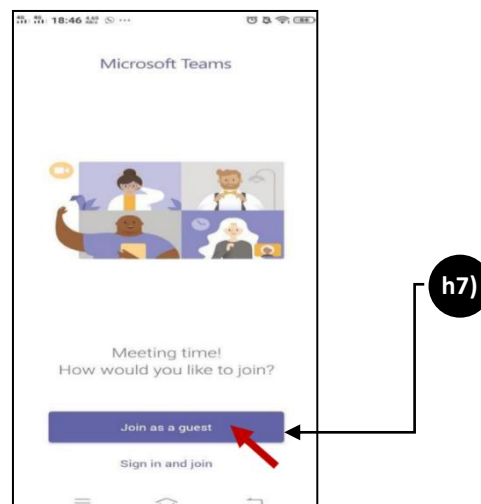 18:46
Microsoft Teams
Meeting time!
How would you like to join?
h7)
Join as a guest
Sign in and join